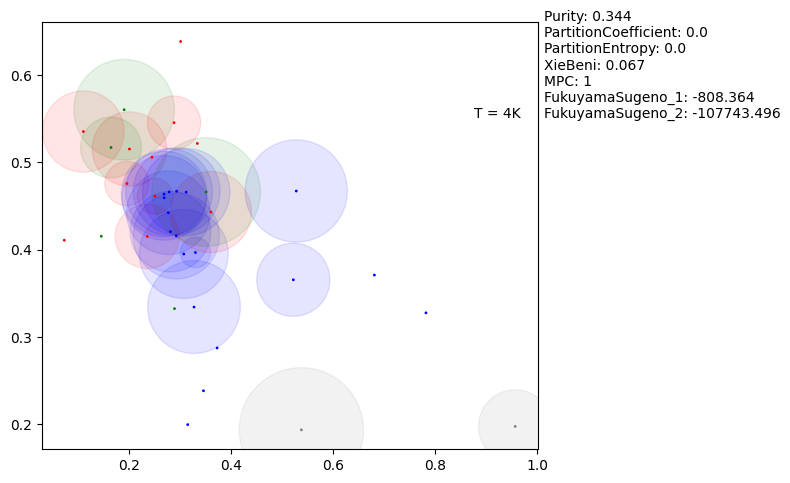 Purity: 0.344
PartitionCoefficient: 0.0
PartitionEntropy: 0.0
XieBeni: 0.067
MPC: 1
FukuyamaSugeno_1: -808.364
FukuyamaSugeno_2: -107743.496
T = 4K
0.6
0.5
0.4
0.3
0.2
0.2 0.4 0.6 0.8 1.0